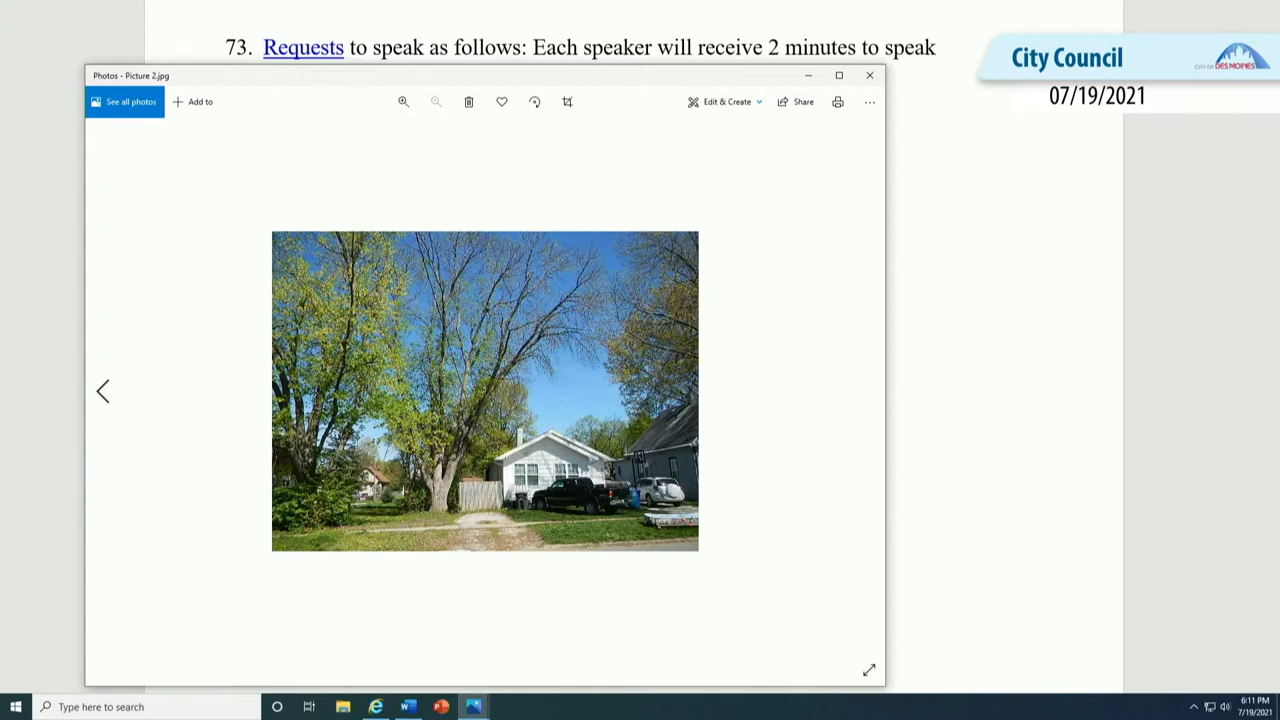 73. Requests to speak as follows: Each speaker will receive 2 minutes to speak
City Council
CITY OF DES MOINES
07/19/2021
Photos - Picture 2.jpg
See all photos
Add to
Edit & Create
Share
Type here to search
6:11 PM
7/19/2021